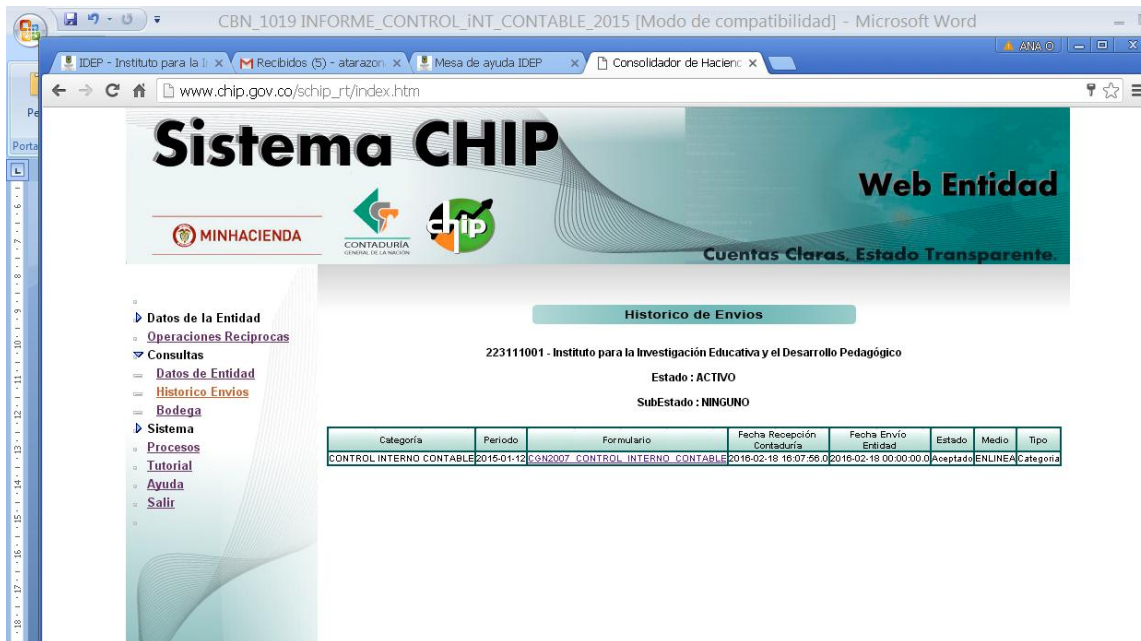 CBN_1019 INFORME_CONTROL_iNT_CONTABLE_2015 [Modo de compatibilidad] - Microsoft Word
ANA O
IDEP - Instituto para la I
Recibidos (5) - atarazon
Mesa de ayuda IDEP
Consolidador de Haciend
www.chip.gov.co/schip_rt/index.htm
Pe
Porta
Sistema CHIP
Web Entidad
MINHACIENDA
CONTADURÍA
GENERAL DE LA NACIÓN
chip
Cuentas Claras, Estado Transparente.
Datos de la Entidad
Operaciones Reciprocas
Consultas
Datos de Entidad
Historico Envios
Bodega
Sistema
Procesos
Tutorial
Ayuda
Salir
Historico de Envios
223111001 - Instituto para la Investigación Educativa y el Desarrollo Pedagógico
Estado : ACTIVO
SubEstado : NINGUNO
Categoría Periodo Formulario Fecha Recepción Contaduría Fecha Envío Entidad Estado Medio Tipo
CONTROL INTERNO CONTABLE 2015-01-12 CGN2007_CONTROL_INTERNO_CONTABLE 2016-02-18 16:07:56.0 2016-02-18 00:00:00.0 Aceptado ENLINEA Categoria